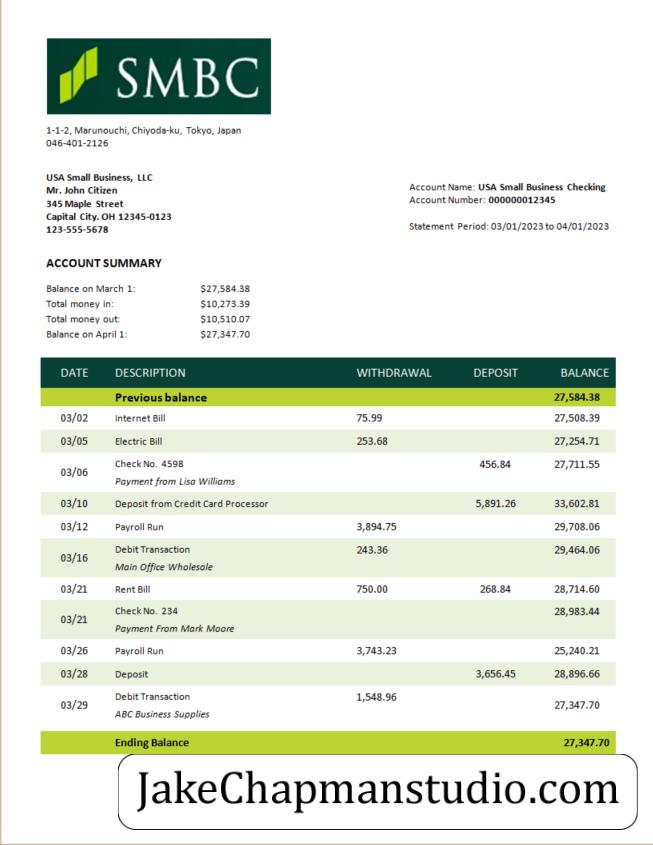 SMBC
1-1-2, Marunouchi, Chiyoda-ku, Tokyo, Japan
046-401-2126
USA Small Business, LLC
Mr. John Citizen
345 Maple Street
Capital City. OH 12345-0123
123-555-5678
Account Name: USA Small Business Checking
Account Number: 000000012345
Statement Period: 03/01/2023 to 04/01/2023
ACCOUNT SUMMARY
Balance on March 1: $27,584.38
Total money in: $10,273.39
Total money out: $10,510.07
Balance on April 1: $27,347.70
DATE DESCRIPTION WITHDRAWAL DEPOSIT BALANCE
Previous balance 27,584.38
03/02 Internet Bill 75.99 27,508.39
03/05 Electric Bill 253.68 27,254.71
03/06 Check No. 4598 456.84 27,711.55
Payment from Lisa Williams
03/10 Deposit from Credit Card Processor 5,891.26 33,602.81
03/12 Payroll Run 3,894.75 29,708.06
03/16 Debit Transaction 243.36 29,464.06
Main Office Wholesale
03/21 Rent Bill 750.00 268.84 28,714.60
03/21 Check No. 234 28,983.44
Payment From Mark Moore
03/26 Payroll Run 3,743.23 25,240.21
03/28 Deposit 3,656.45 28,896.66
03/29 Debit Transaction 1,548.96 27,347.70
ABC Business Supplies
Ending Balance 27,347.70
JakeChapmanstudio.com